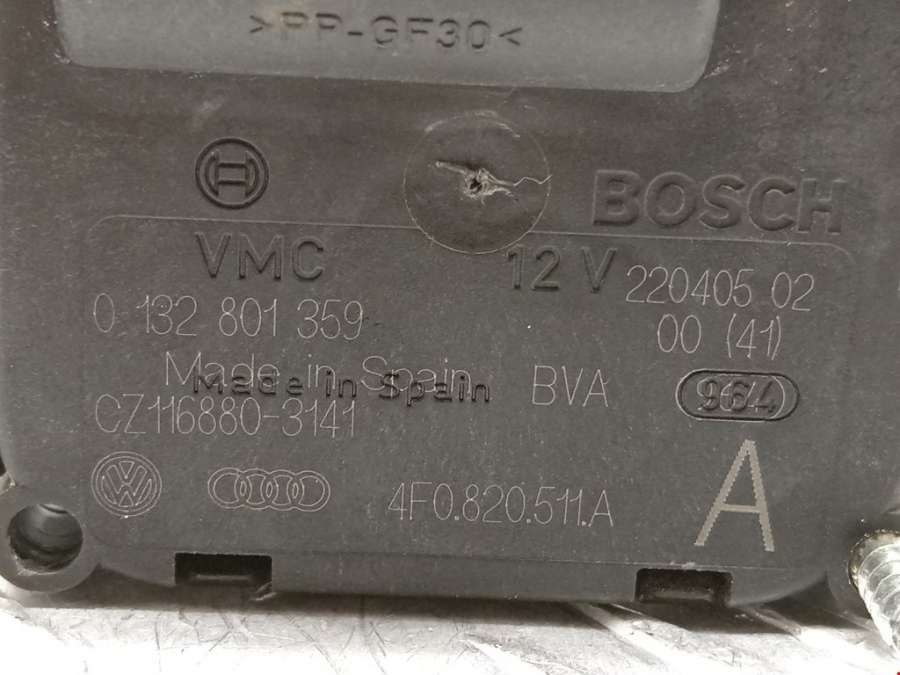 >PP-GF30<
BOSCH
VMC 12 V 220405 02
0 132 801 359 00 (41)
Made in Spain
Made in Spain BVA 964
CZ116880-3141
VW 4F0.820.511.A A